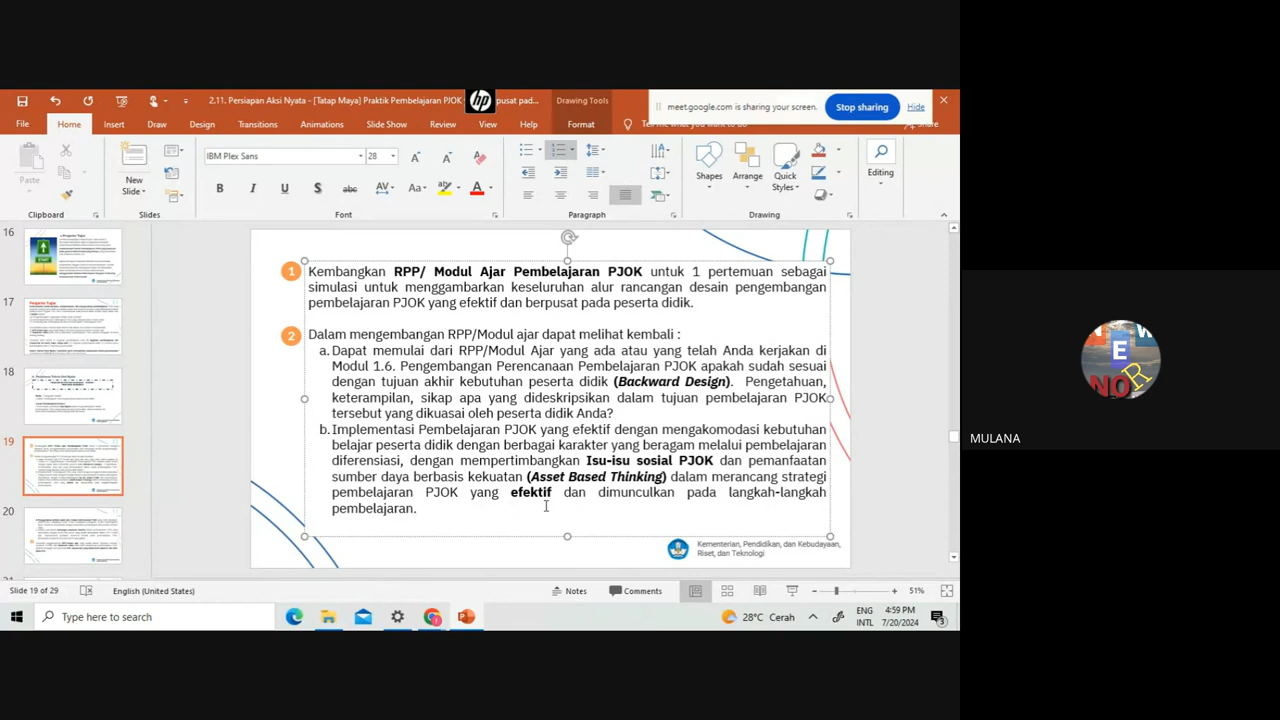 2.11. Persiapan Aksi Nyata - [Tatap Maya] Praktik Pembelajaran PJOK
pusat pad...
Drawing Tools
meet.google.com is sharing your screen.
Stop sharing
Hide
File
Home
Insert
Draw
Design
Transitions
Animations
Slide Show
Review
View
Help
Format
Paste
New
Slide
Shapes
Arrange
Quick
Styles
Editing
IBM Plex Sans
28
Clipboard
Slides
Font
Paragraph
Drawing
16
17
18
19
20
1 Kembangan RPP/ Modul Ajar Pembelajaran PJOK untuk 1 pertemuan sebagai
simulasi untuk menggambarkan keseluruhan alur rancangan desain pengembangan
pembelajaran PJOK yang efektif dan berpusat pada peserta didik.
2 Dalam pengembangan RPP/Modul Ajar dapat melihat kembali :
a. Dapat memulai dari RPP/Modul Ajar yang ada atau yang telah Anda kerjakan di
Modul 1.6. Pengembangan Perencanaan Pembelajaran PJOK apakah sudah sesuai
dengan tujuan akhir kebutuhan peserta didik (Backward Design). Pengetahuan,
keterampilan, sikap apa yang dideskripsikan dalam tujuan pembelajaran PJOK
tersebut yang dikuasai oleh peserta didik Anda?
b. Implementasi Pembelajaran PJOK yang efektif dengan mengakomodasi kebutuhan
belajar peserta didik dari berbagai karakter yang beragam melalui pembelajaran
berdiferensiasi, dengan mempertimbangkan Isu-isu sosial PJOK dan pemanfaatan
sumber daya berbasis kekuatan (Asset Based Thinking) dalam merancang strategi
pembelajaran PJOK yang efektif dan dimunculkan pada langkah-langkah
pembelajaran.
Kementerian, Pendidikan, dan Kebudayaan,
Riset, dan Teknologi
MULANA
Slide 19 of 29
English (United States)
Notes
Comments
51%
Type here to search
28°C Cerah
ENG
INTL
4:59 PM
7/20/2024